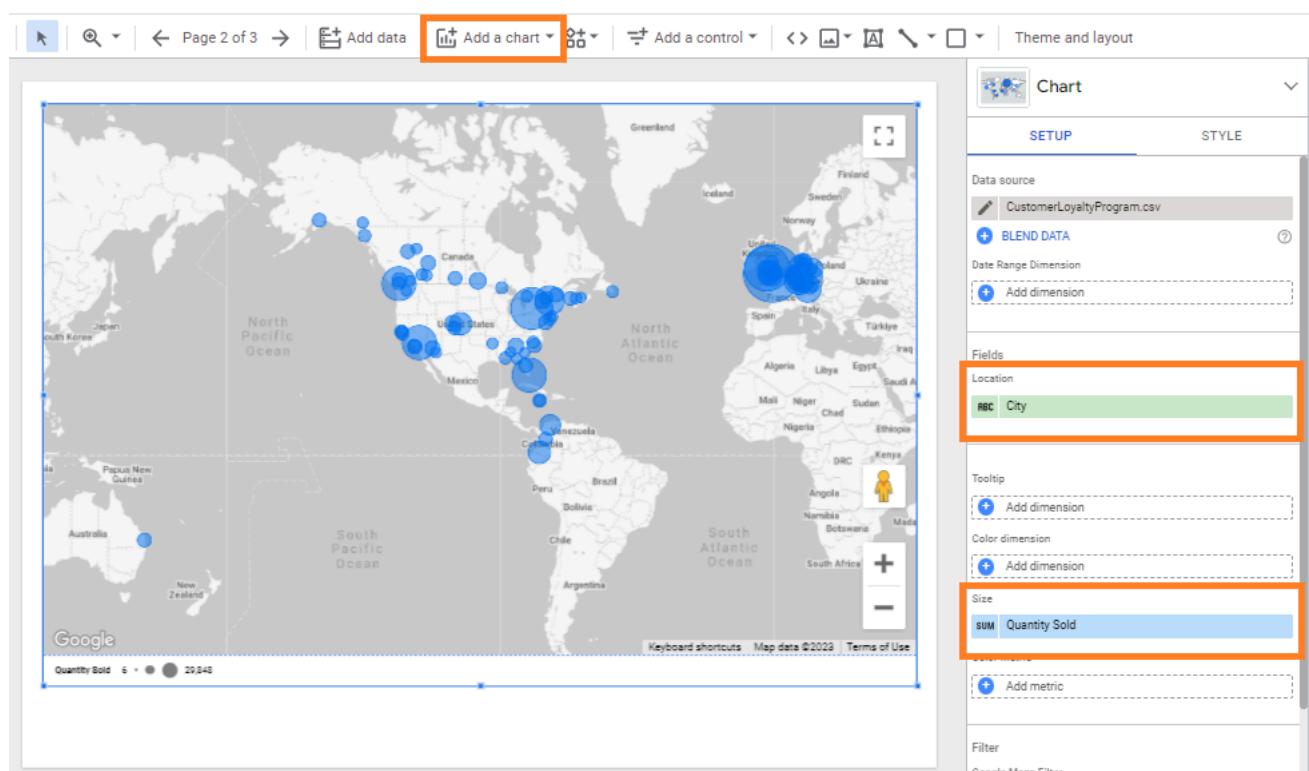 Page 2 of 3 Add data Add a chart Add a control Theme and layout
Chart
SETUP STYLE
Data source
CustomerLoyaltyProgram.csv
BLEND DATA
Date Range Dimension
Add dimension
Fields
Location
ABC City
Tooltip
Add dimension
Color dimension
Add dimension
Size
SUM Quantity Sold
Add metric
Filter
Greenland
Iceland
Finland
Sweden
Norway
Canada
Ukraine
France
Spain Italy
Türkiye
Japan
South Korea
North
Pacific
Ocean
United States
North
Atlantic
Ocean
Iraq
Algeria Libya Egypt
Saudi A
Mexico
Mali Niger Sudan
Chad
Nigeria Ethiopia
Venezuela
Colombia
DRC Kenya
Papua New
Guinea
Peru Brazil
Angola
Bolivia
Namibia
Botswana Mada
Australia
South
Pacific
Ocean
Chile
South
Atlantic
Ocean
South Africa
New
Zealand
Argentina
Google
Keyboard shortcuts Map data ©2023 Terms of Use
Quantity Sold 6 29,848